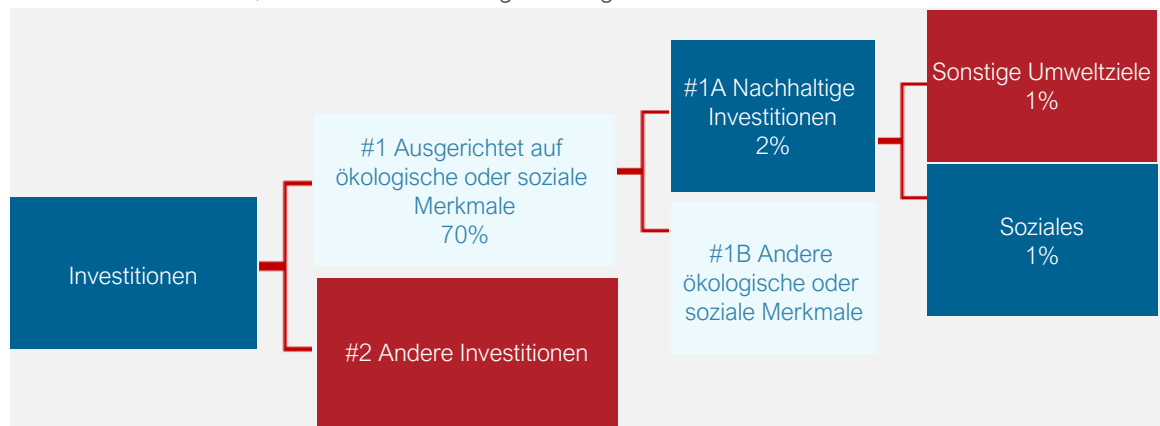 Investitionen
#1 Ausgerichtet auf
ökologische oder soziale
Merkmale
70%
#2 Andere Investitionen
#1A Nachhaltige
Investitionen
2%
#1B Andere
ökologische oder
soziale Merkmale
Sonstige Umweltziele
1%
Soziales
1%